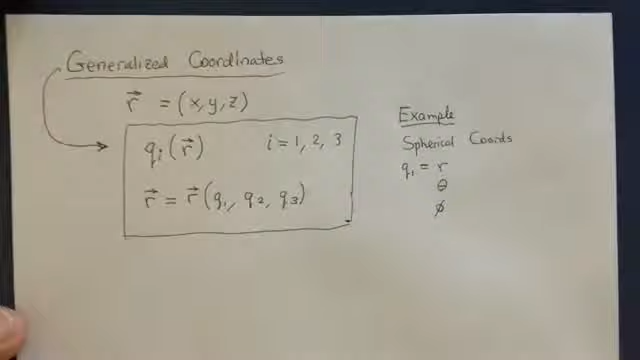 Generalized Coordinates
r⃗ = (x, y, z)
qᵢ(r⃗) i = 1, 2, 3
r⃗ = r⃗(q₁, q₂, q₃)
Example
Spherical Coords
q₁ = r
θ
ϕ